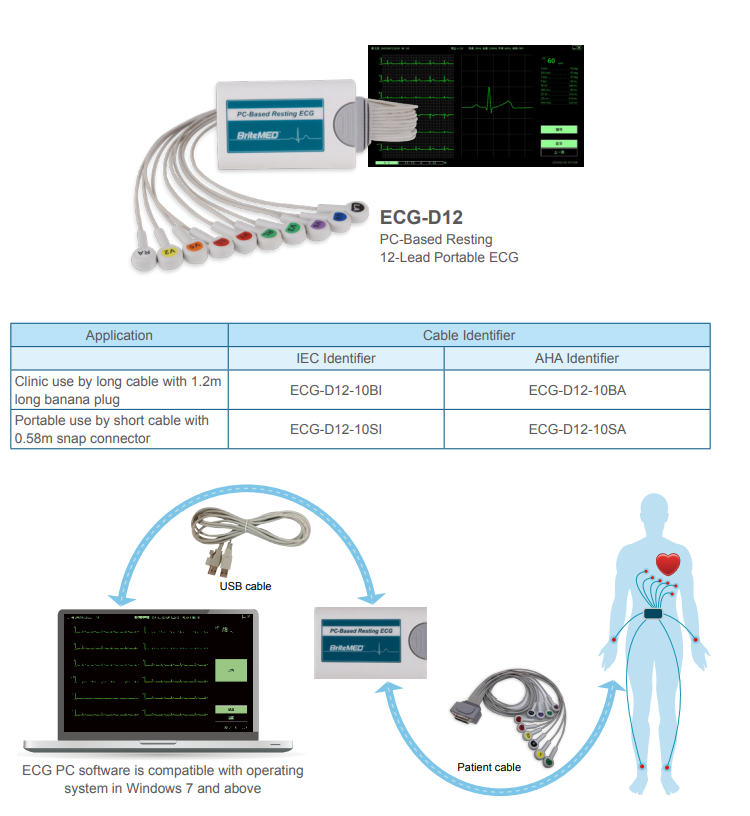 PC-Based Resting ECG
BriteMED
60
RA
V2
ECG-D12
PC-Based Resting
12-Lead Portable ECG
Application
Cable Identifier
IEC Identifier
AHA Identifier
Clinic use by long cable with 1.2m
long banana plug
ECG-D12-10BI
ECG-D12-10BA
Portable use by short cable with
0.58m snap connector
ECG-D12-10SI
ECG-D12-10SA
USB cable
PC-Based Resting ECG
BriteMED
Patient cable
ECG PC software is compatible with operating
system in Windows 7 and above